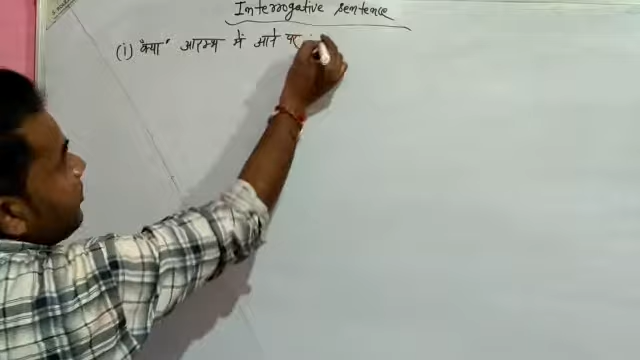 Interrogative sentence
(i) "क्या" आरम्भ में आने पर :